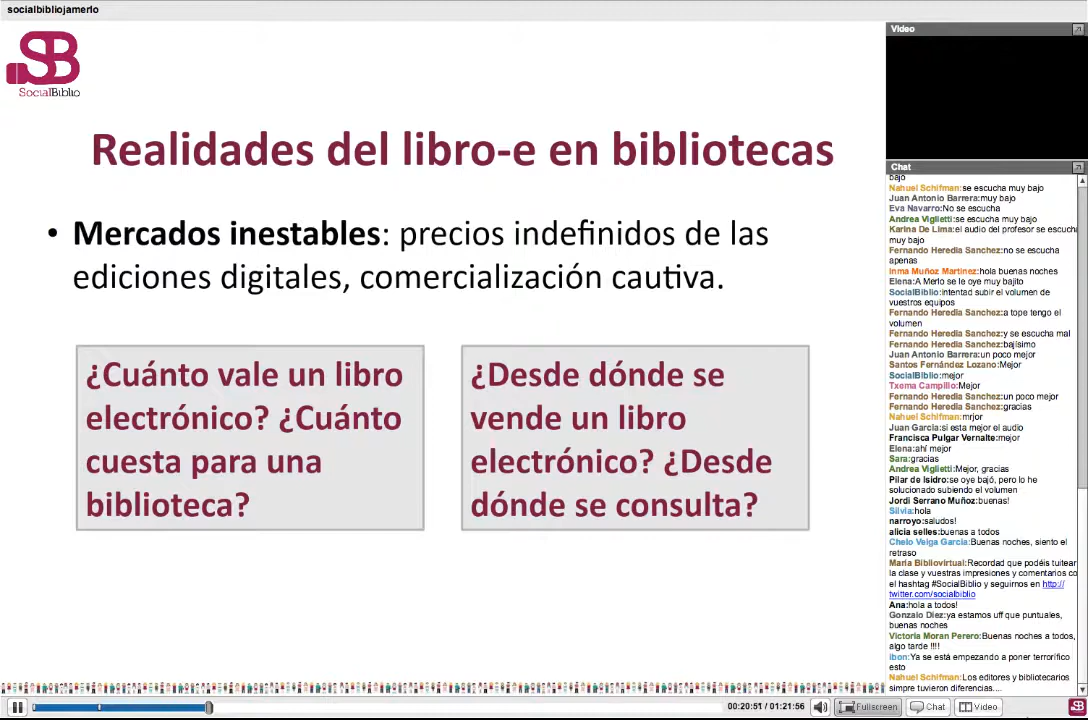 socialbibliojamerlo
SB
SocialBiblio
Realidades del libro-e en bibliotecas
• Mercados inestables: precios indefinidos de las
ediciones digitales, comercialización cautiva.
¿Cuánto vale un libro
electrónico? ¿Cuánto
cuesta para una
biblioteca?
¿Desde dónde se
vende un libro
electrónico? ¿Desde
dónde se consulta?
Video
Chat
bajo
Nahuel Schifman:se escucha muy bajo
Juan Antonio Barrera:muy bajo
Eva Navarro:No se escucha
Andrea Viglietti:se escucha muy bajo
Karina De Lima:el audio del profesor se escucha
muy bajo
Fernando Heredia Sanchez:no se escucha
apenas
Inma Muñoz Martinez:hola buenas noches
Elena:A Merlo se le oye muy bajito
SocialBiblio:intentad subir el volumen de
vuestros equipos
Fernando Heredia Sanchez:a tope tengo el
volumen
Fernando Heredia Sanchez:y se escucha mal
Fernando Heredia Sanchez:bajísimo
Juan Antonio Barrera:un poco mejor
Santos Fernández Lozano:Mejor
SocialBiblio:mejor
Txema Campillo:Mejor
Fernando Heredia Sanchez:un poco mejor
Fernando Heredia Sanchez:gracias
Nahuel Schifman:mrjor
Juan Garcia:si esta mejor el audio
Francisca Pulgar Vernalte:mejor
Elena:ahí mejor
Sara:gracias
Andrea Viglietti:Mejor, gracias
Pilar de Isidro:se oye bajó, pero lo he
solucionado subiendo el volumen
Jordi Serrano Muñoz:buenas!
Silvia:hola
narroyo:saludos!
alicia selles:buenas a todos
Chelo Veiga García:Buenas noches, siento el
retraso
Maria Bibliovirtual:Recordad que podéis tuitear
la clase y vuestras impresiones y comentarios co
el hashtag #SocialBiblio y seguirnos en http://
twitter.com/socialbiblio
Ana:hola a todos!
Gonzalo Diez:ya estamos uff que puntuales,
buenas noches
Victoria Moran Perero:Buenas noches a todos,
algo tarde !!!!
ibon:Ya se está empezando a poner terrorífico
esto
Nahuel Schifman:Los editores y bibliotecarios
simpre tuvieron diferencias....
00:20:51 / 01:21:56
Fullscreen
Chat
Video
SB